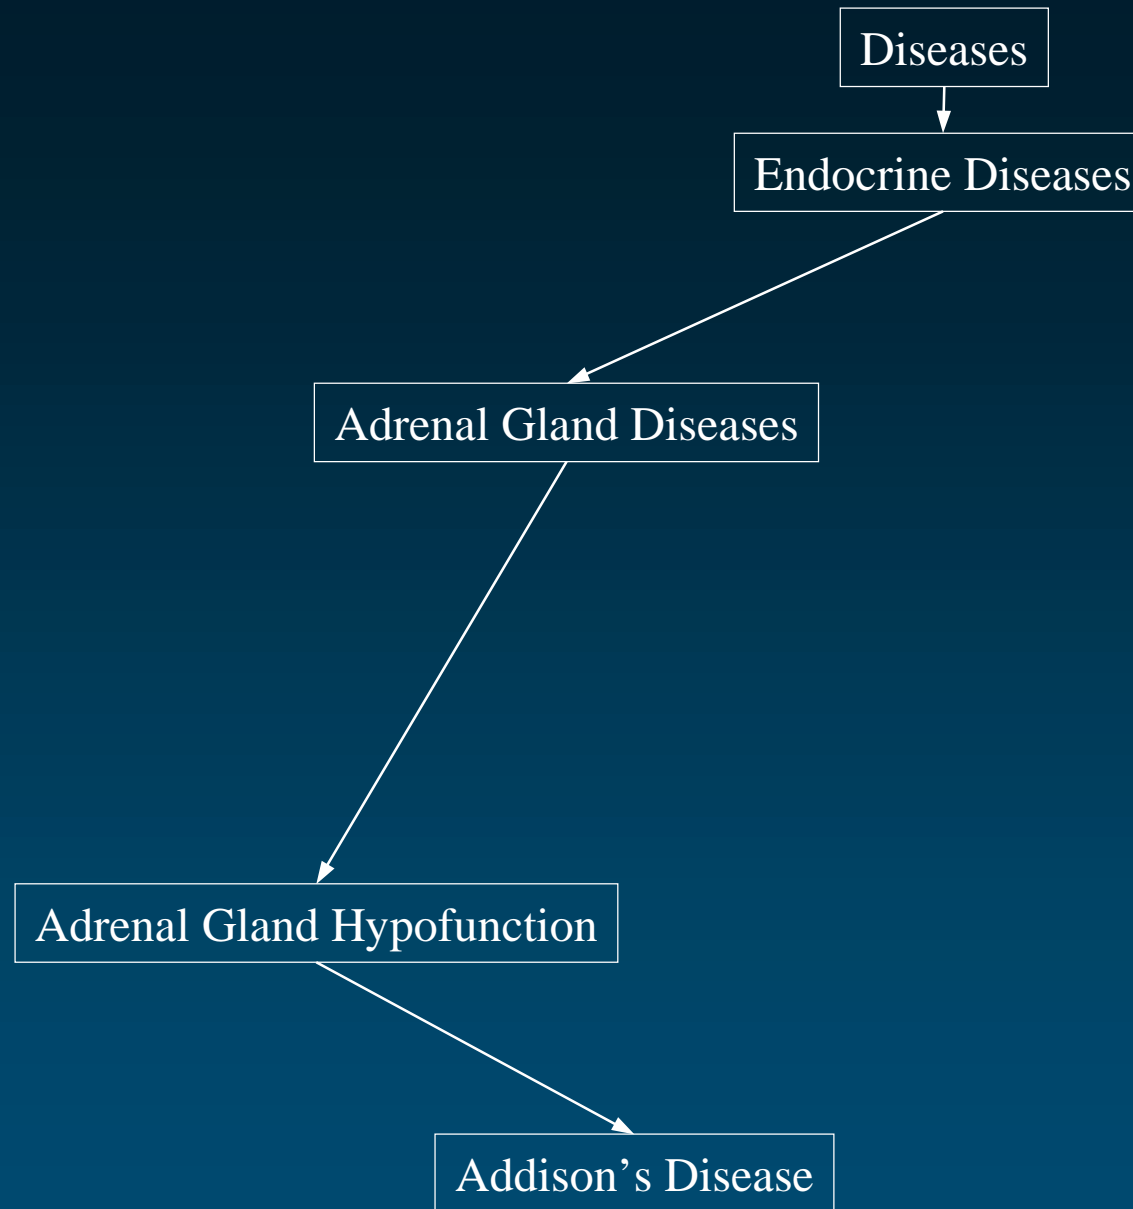 Diseases
Endocrine Diseases
Adrenal Gland Diseases
Adrenal Gland Hypofunction
Addison’s Disease